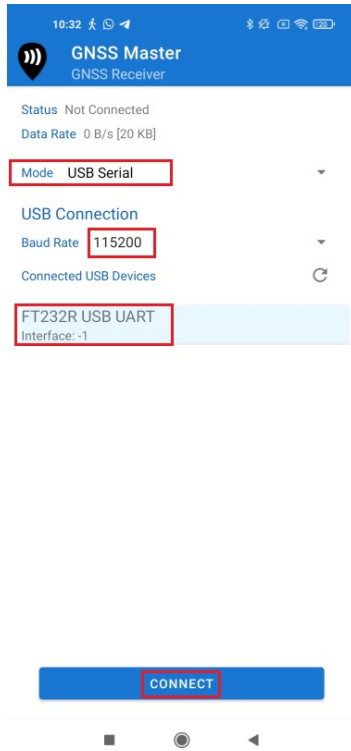 10:32
20
GNSS Master
GNSS Receiver
Status Not Connected
Data Rate 0 B/s [20 KB]
Mode USB Serial
USB Connection
Baud Rate 115200
Connected USB Devices
FT232R USB UART
Interface: -1
CONNECT